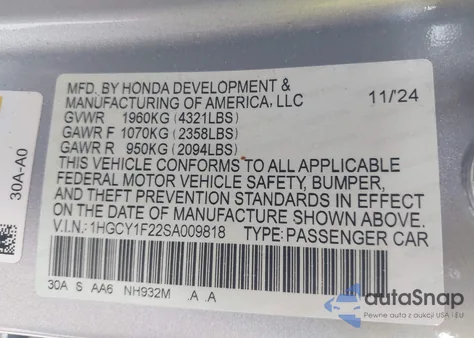 MFD. BY HONDA DEVELOPMENT &
MANUFACTURING OF AMERICA, LLC 11/24
GVWR 1960KG (4321LBS)
GAWR F 1070KG (2358LBS)
GAWR R 950KG (2094LBS)
THIS VEHICLE CONFORMS TO ALL APPLICABLE
FEDERAL MOTOR VEHICLE SAFETY, BUMPER,
AND THEFT PREVENTION STANDARDS IN EFFECT
ON THE DATE OF MANUFACTURE SHOWN ABOVE.
V.I.N.: 1HGCY1F22SA009818 TYPE: PASSENGER CAR
30A S AA6 NH932M .A .A
30A-A0
autoSnap
Pewne auta z aukcji USA - EU